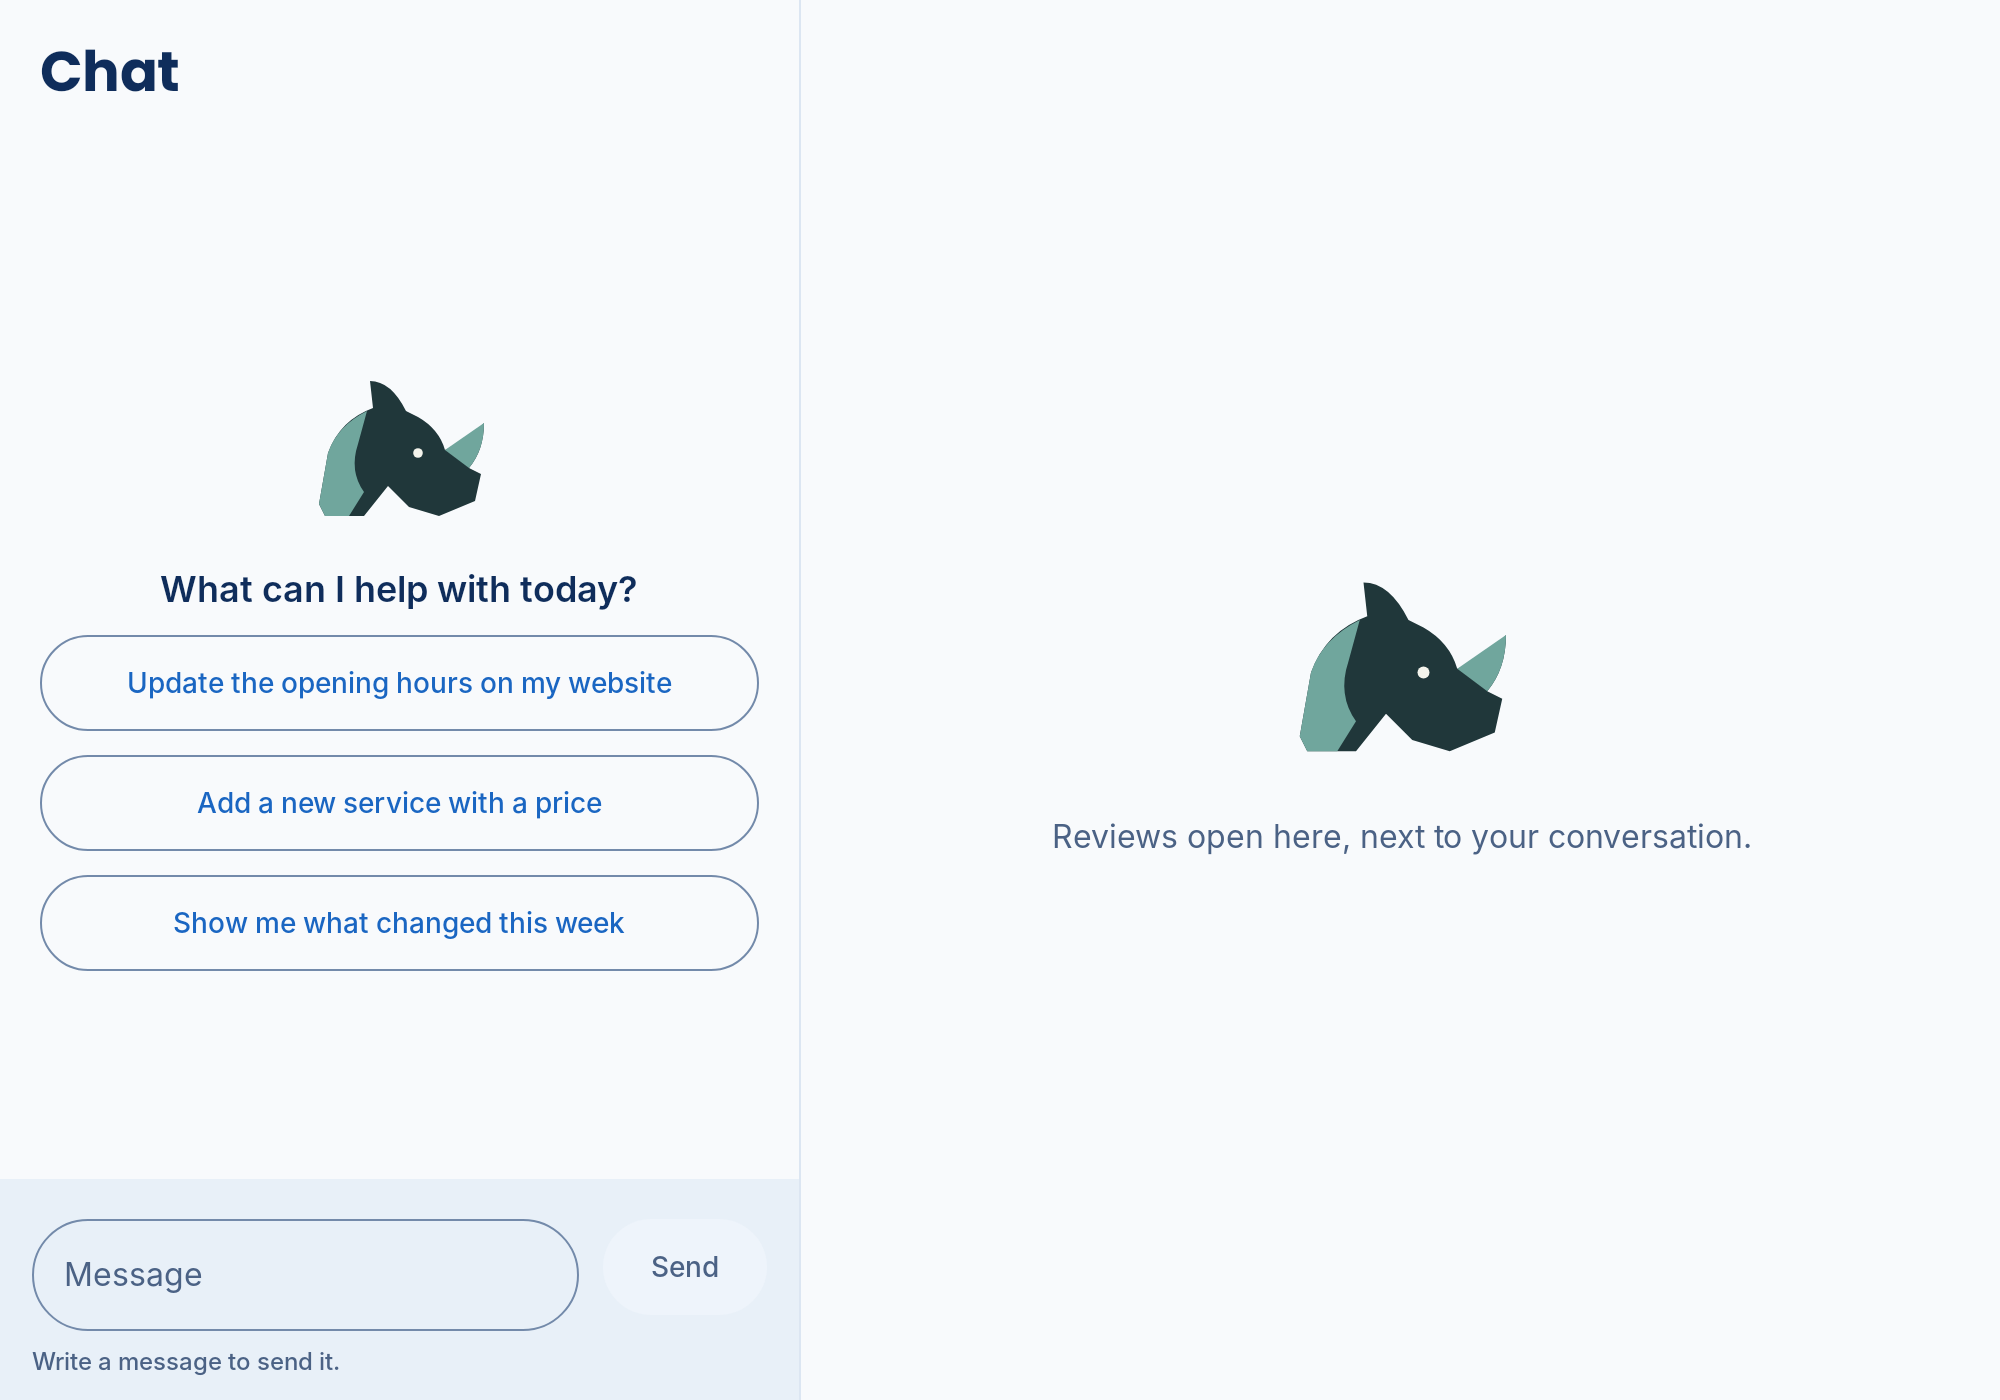 Chat
What can I help with today?
Update the opening hours on my website
Add a new service with a price
Show me what changed this week
Message
Send
Write a message to send it.
Reviews open here, next to your conversation.